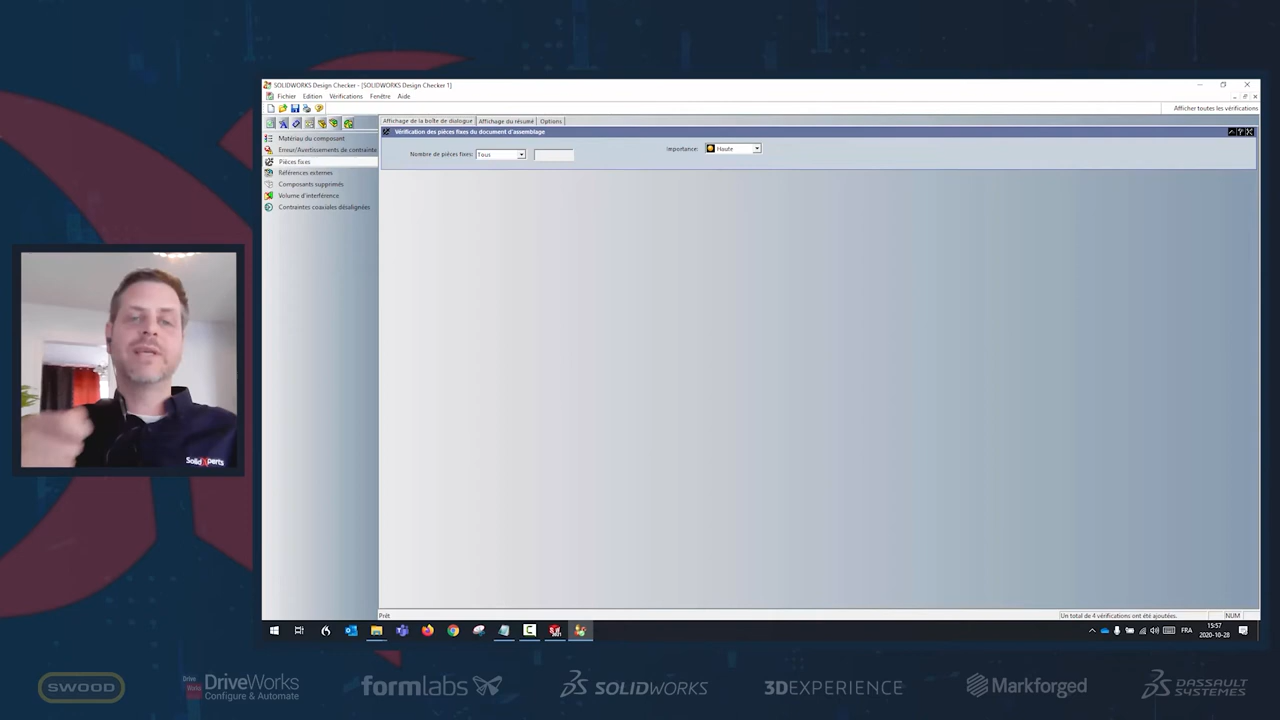 SOLIDWORKS Design Checker - [SOLIDWORKS Design Checker 1]
Fichier Edition Vérifications Fenêtre Aide
Afficher toutes les vérifications
Affichage de la boîte de dialogue Affichage du résumé Options
Vérification des pièces fixes du document d'assemblage
Matériau du composant
Erreur/Avertissements de contrainte
Pièces fixes
Références externes
Composants supprimés
Volume d'interférence
Contraintes coaxiales désalignées
Nombre de pièces fixes: Tous
Importance: Haute
SolidXperts
Prêt
Un total de 4 vérifications ont été ajoutées.
NUM
FRA
15:57
2020-10-28
SWOOD
Drive Works
DriveWorks
Configure & Automate
formlabs
SOLIDWORKS
3DEXPERIENCE
Markforged
DASSAULT SYSTEMES